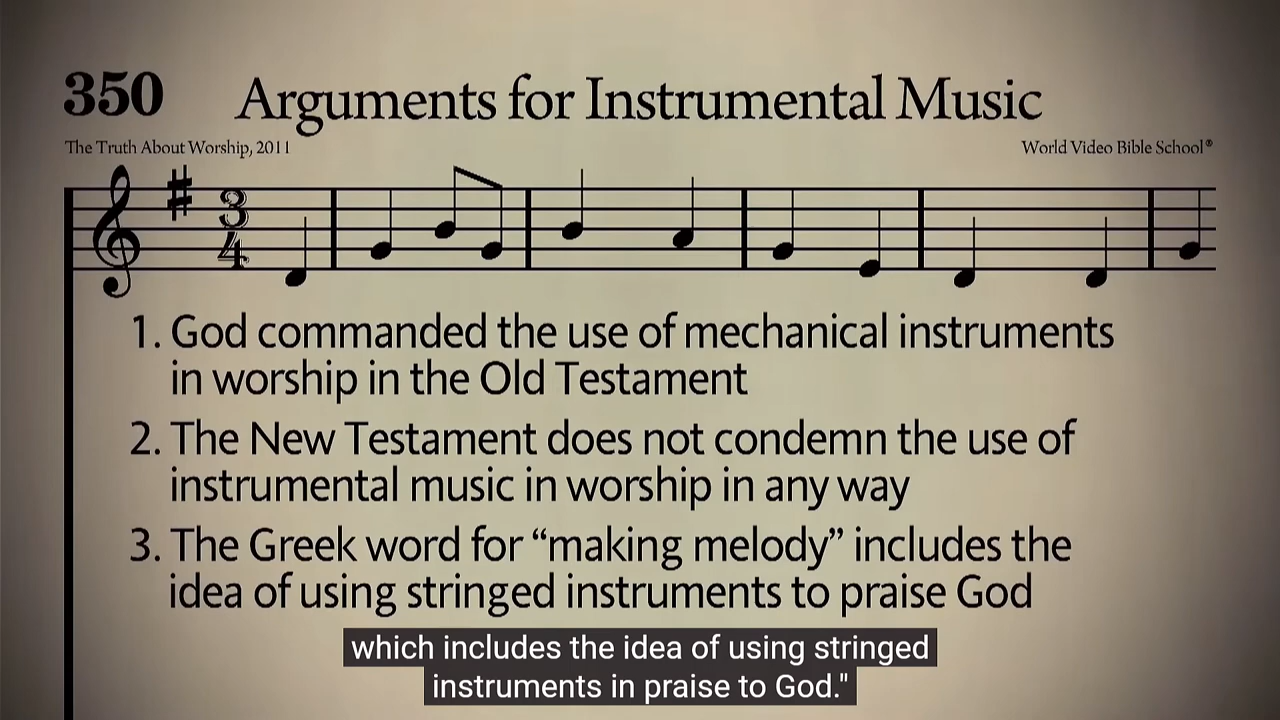 350 Arguments for Instrumental Music
The Truth About Worship, 2011 World Video Bible School®
3
4
1. God commanded the use of mechanical instruments
in worship in the Old Testament
2. The New Testament does not condemn the use of
instrumental music in worship in any way
3. The Greek word for “making melody” includes the
idea of using stringed instruments to praise God
which includes the idea of using stringed
instruments in praise to God."